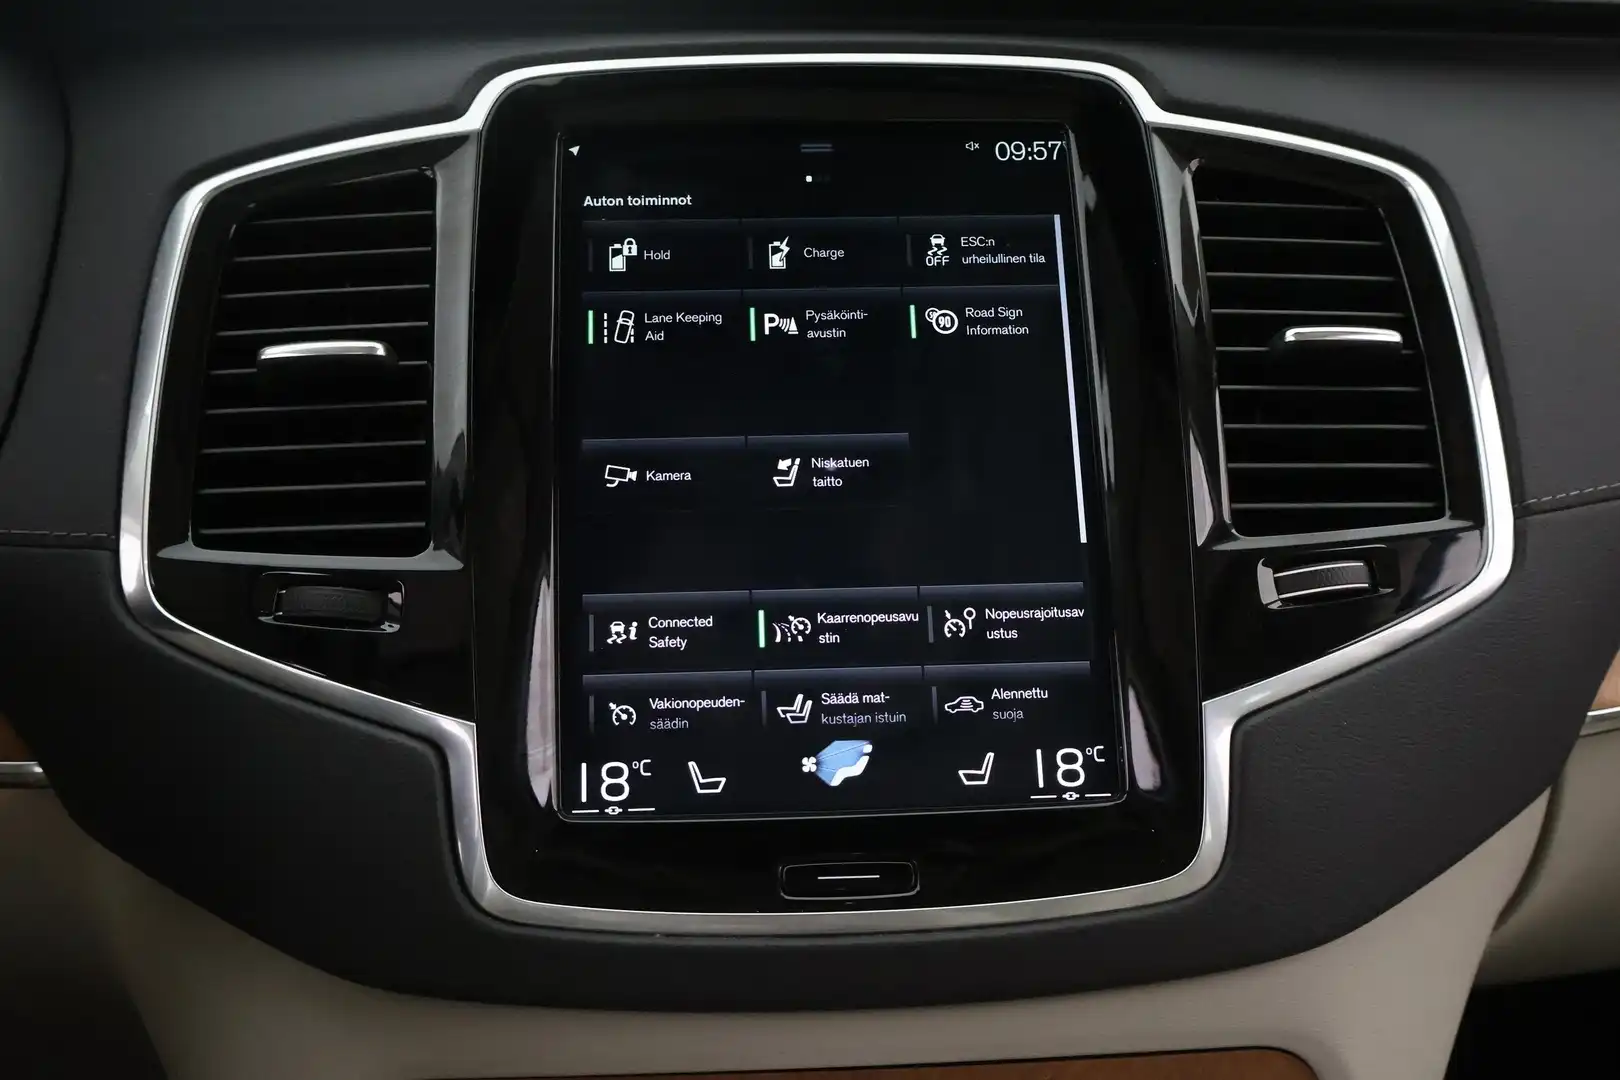 09:57
Auton toiminnot
Hold
Charge
ESC:n
urheilullinen tila
OFF
Lane Keeping
Aid
P
Pysäköinti-
avustin
50
90
Road Sign
Information
Kamera
Niskatuen
taitto
Connected
Safety
Kaarrenopeusavu
stin
Nopeusrajoitusav
ustus
Vakionopeuden-
säädin
Säädä mat-
kustajan istuin
Alennettu
suoja
18°C
18°C